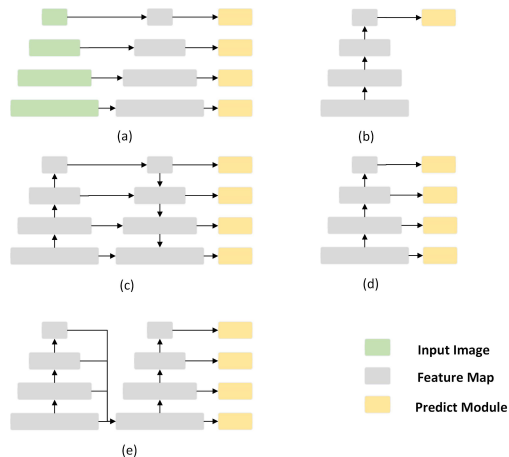 (a)
(b)
(c)
(d)
(e)
Input Image
Feature Map
Predict Module